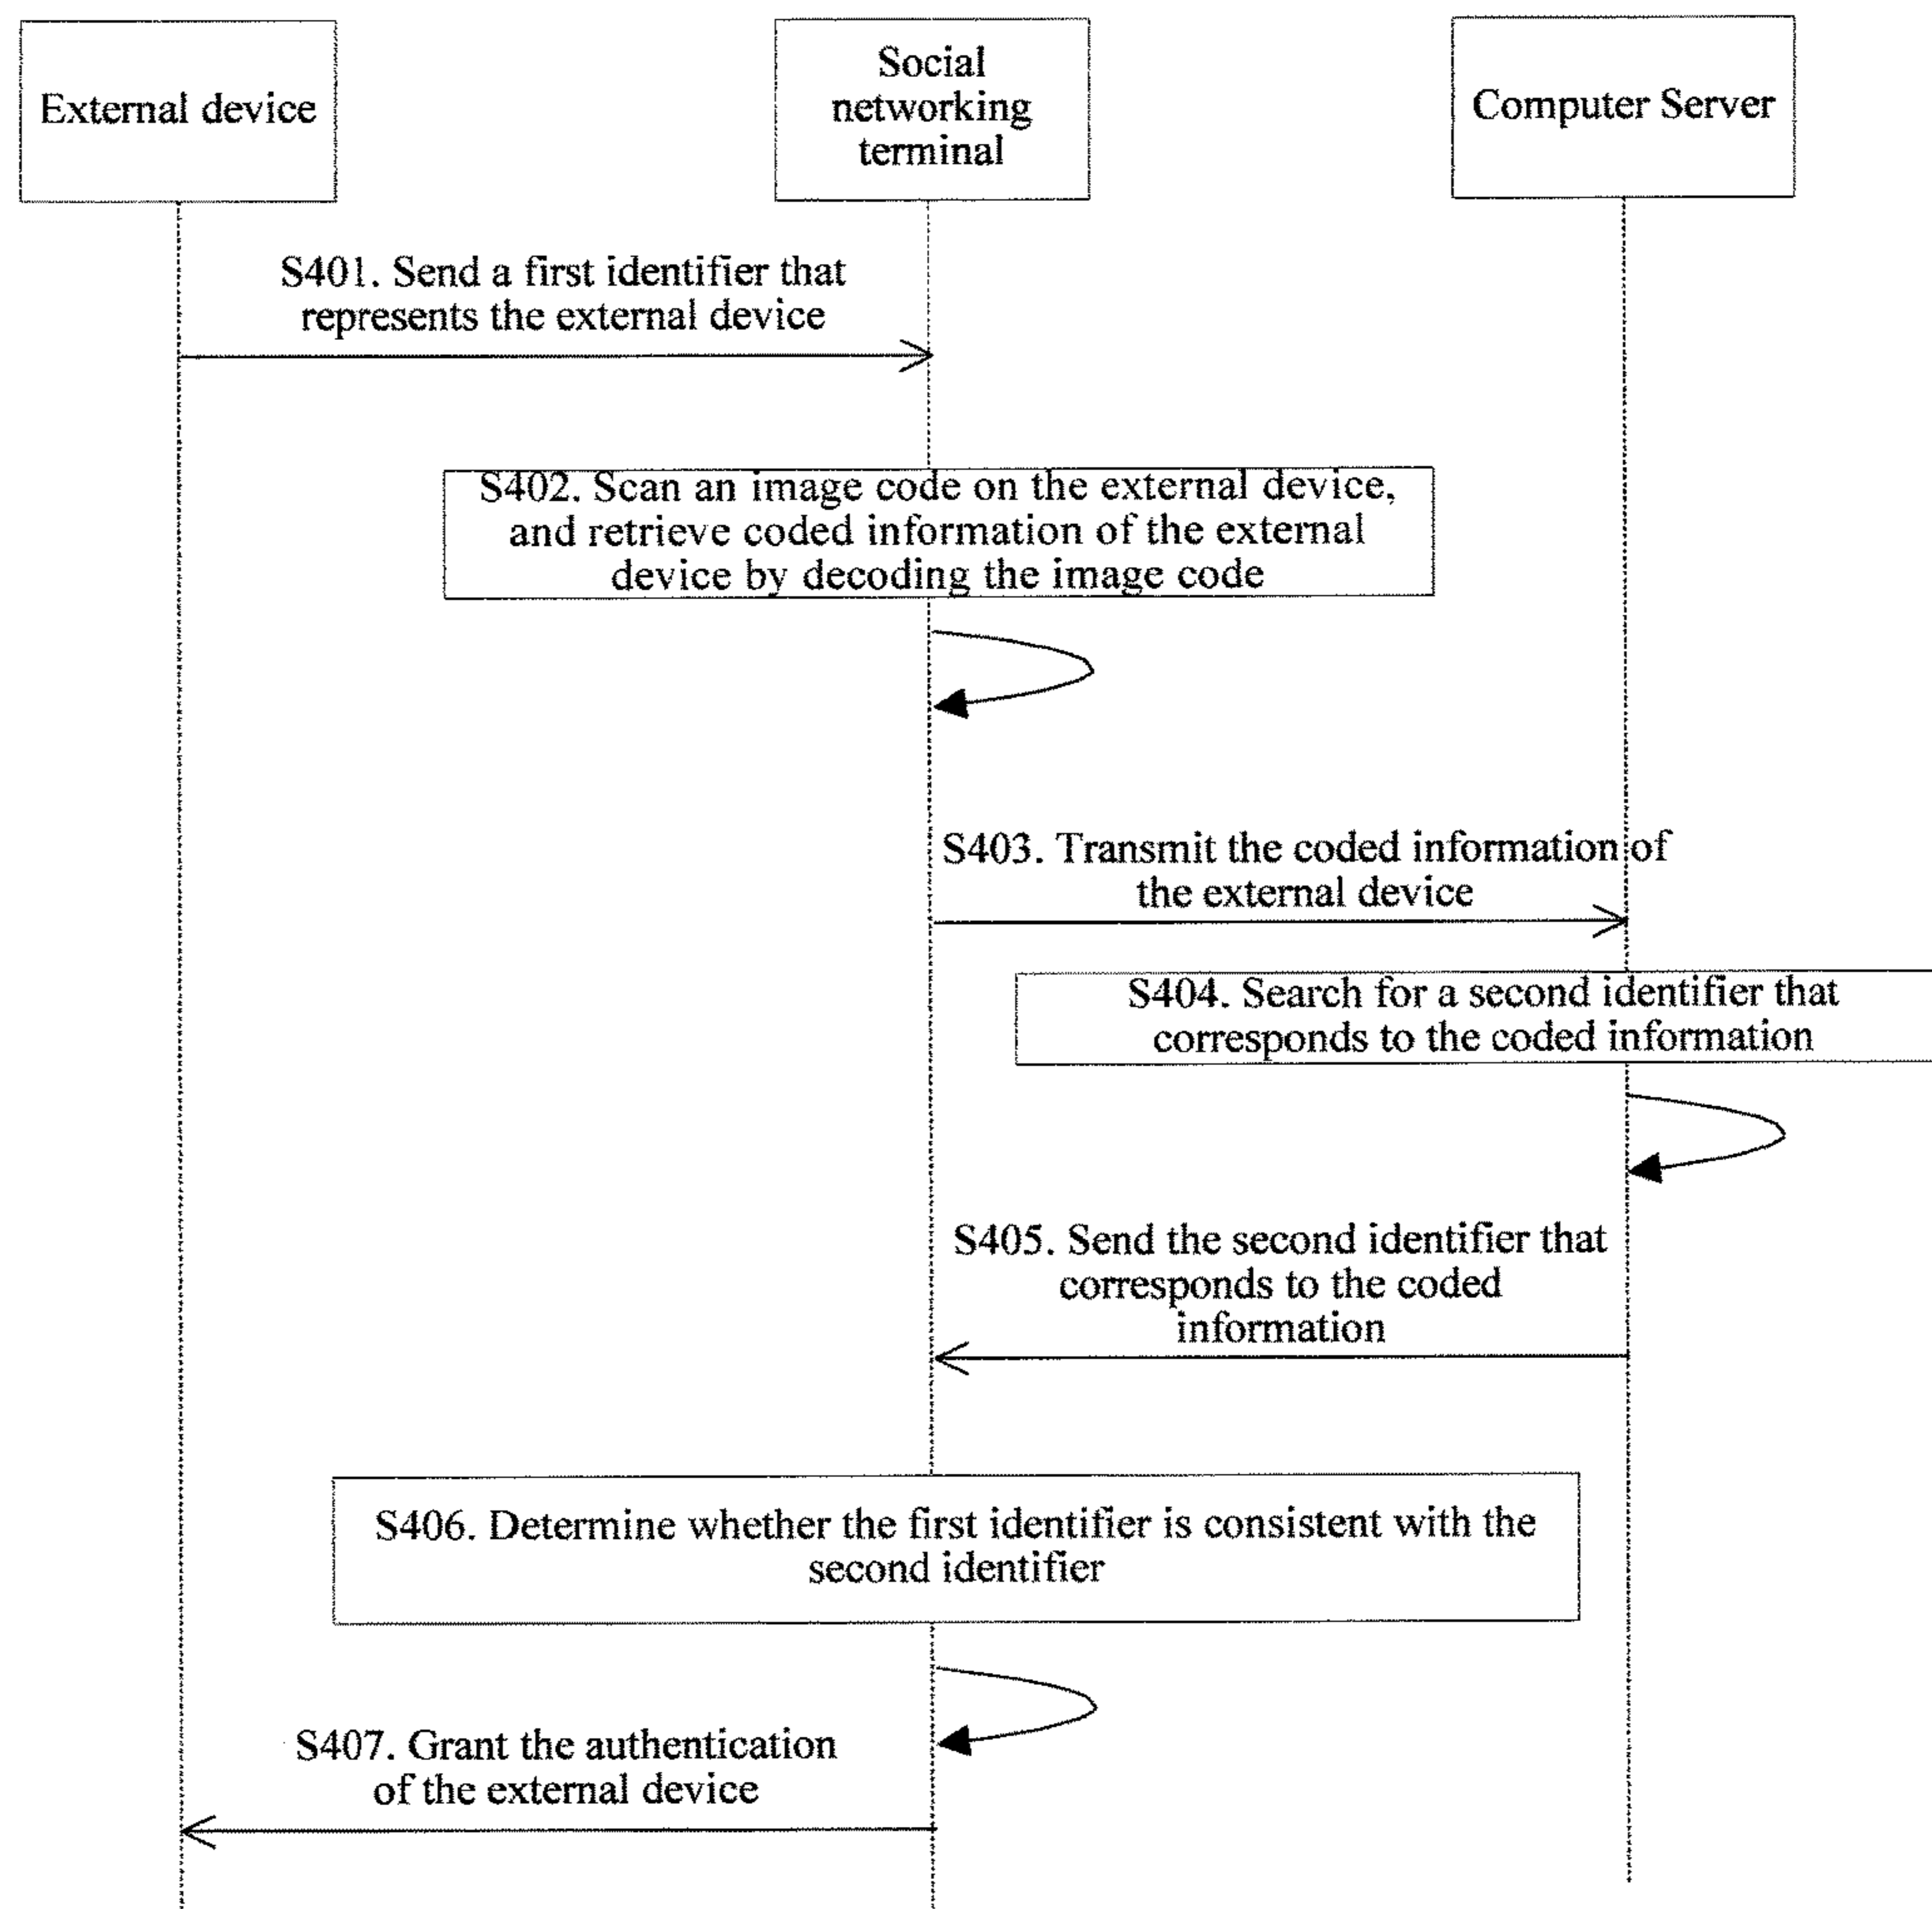 External device
Social
networking
terminal
Computer Server
S401. Send a first identifier that
represents the external device
S402. Scan an image code on the external device,
and retrieve coded information of the external
device by decoding the image code
S403. Transmit the coded information of
the external device
S404. Search for a second identifier that
corresponds to the coded information
S405. Send the second identifier that
corresponds to the coded
information
S406. Determine whether the first identifier is consistent with the
second identifier
S407. Grant the authentication
of the external device